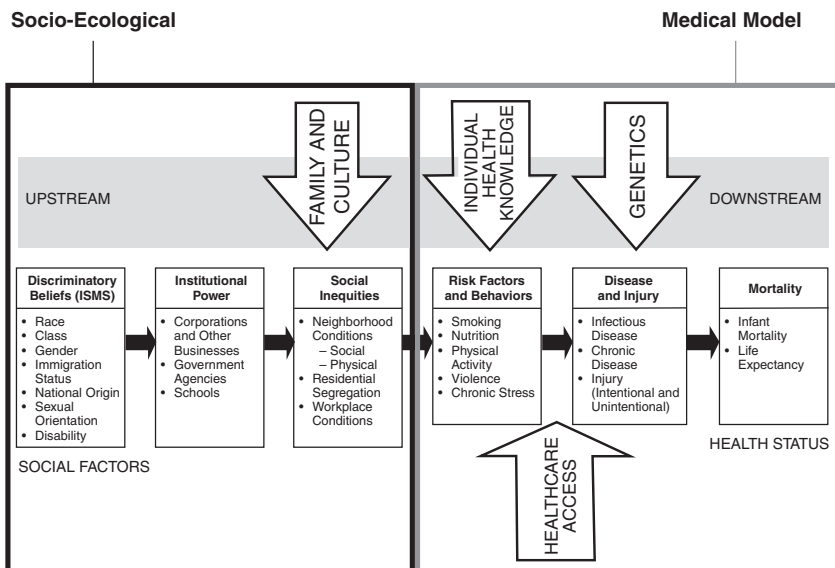 Socio-Ecological
Medical Model
FAMILY AND
CULTURE
INDIVIDUAL
HEALTH
KNOWLEDGE
GENETICS
UPSTREAM
DOWNSTREAM
Discriminatory
Beliefs (ISMS)
• Race
• Class
• Gender
• Immigration
Status
• National Origin
• Sexual
Orientation
• Disability
Institutional
Power
• Corporations
and Other
Businesses
• Government
Agencies
• Schools
Social
Inequities
• Neighborhood
Conditions
– Social
– Physical
• Residential
Segregation
• Workplace
Conditions
Risk Factors
and Behaviors
• Smoking
• Nutrition
• Physical
Activity
• Violence
• Chronic Stress
Disease
and Injury
• Infectious
Disease
• Chronic
Disease
• Injury
(Intentional and
Unintentional)
Mortality
• Infant
Mortality
• Life
Expectancy
SOCIAL FACTORS
HEALTH STATUS
HEALTHCARE
ACCESS